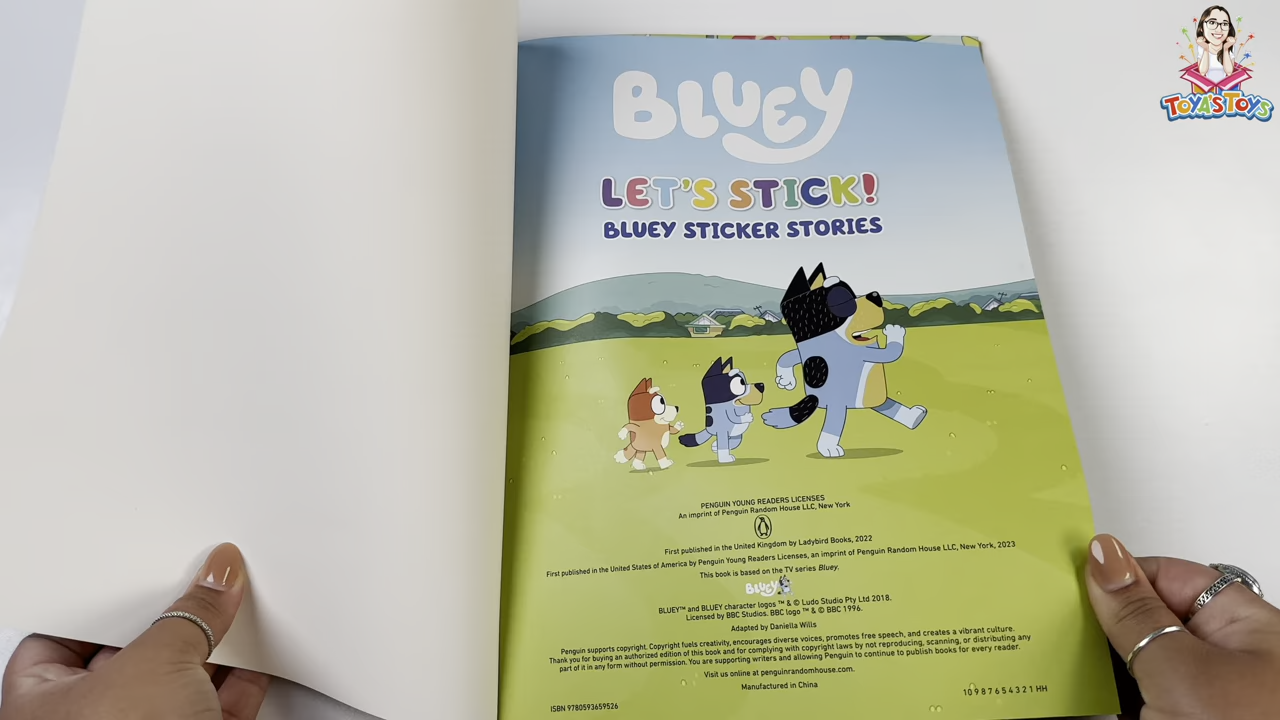 TOYA'S TOYS
BLUEY
LET'S STICK!
BLUEY STICKER STORIES
PENGUIN YOUNG READERS LICENSES
An imprint of Penguin Random House LLC, New York
First published in the United Kingdom by Ladybird Books, 2022
First published in the United States of America by Penguin Young Readers Licenses, an imprint of Penguin Random House LLC, New York, 2023
This book is based on the TV series Bluey.
BLUEY
BLUEY™ and BLUEY character logos ™ & © Ludo Studio Pty Ltd 2018.
Licensed by BBC Studios. BBC logo ™ & © BBC 1996.
Adapted by Daniella Wills
Penguin supports copyright. Copyright fuels creativity, encourages diverse voices, promotes free speech, and creates a vibrant culture.
Thank you for buying an authorized edition of this book and for complying with copyright laws by not reproducing, scanning, or distributing any
part of it in any form without permission. You are supporting writers and allowing Penguin to continue to publish books for every reader.
Visit us online at penguinrandomhouse.com.
Manufactured in China
ISBN 9780593659526
10 9 8 7 6 5 4 3 2 1 HH